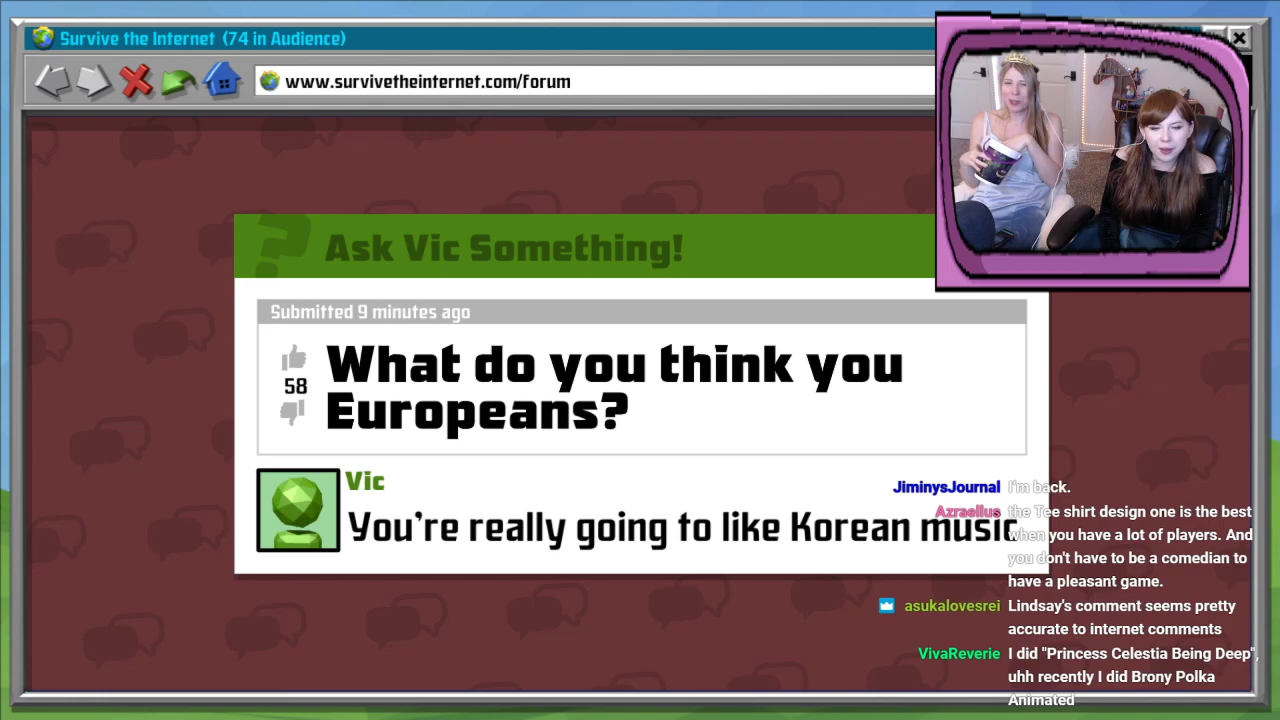 Survive the Internet (74 in Audience)
www.survivetheinternet.com/forum
Ask Vic Something!
Submitted 9 minutes ago
58
What do you think you
Europeans?
Vic
You're really going to like Korean music
JiminysJournal I'm back.
Azraellus the Tee shirt design one is the best
when you have a lot of players. And
you don't have to be a comedian to
have a pleasant game.
asukalovesrei Lindsay's comment seems pretty
accurate to internet comments
VivaReverie I did "Princess Celestia Being Deep",
uhh recently I did Brony Polka
Animated